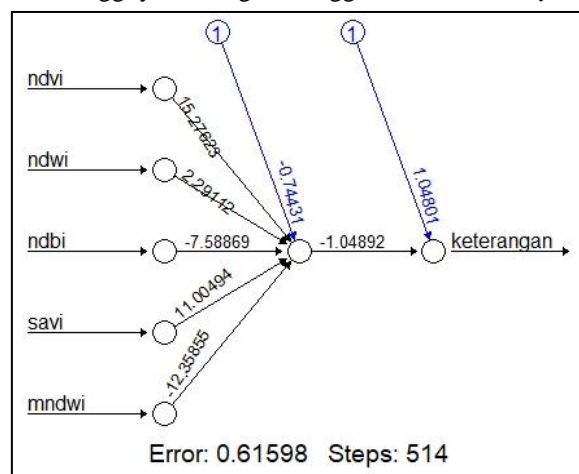 1
1
ndvi
15.27623
-0.74431
1.04801
ndwi
2.29142
ndbi
-7.58869
-1.04892
keterangan
savi
11.00494
mndwi
-12.35855
Error: 0.61598 Steps: 514